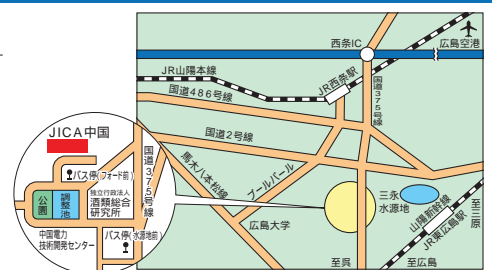 西条IC
広島空港
JR山陽本線
JR西条駅
国道375号線
国道486号線
国道2号線
馬木八本松線
ブールバール
三永
水源地
山陽新幹線
JR東広島駅
至三原
広島大学
至呉
至広島
JICA中国
バス停(フォード前)
国道375号線
公園
調整池
独立行政法人
酒類総合
研究所
中国電力
技術開発センター
バス停(水源地前)